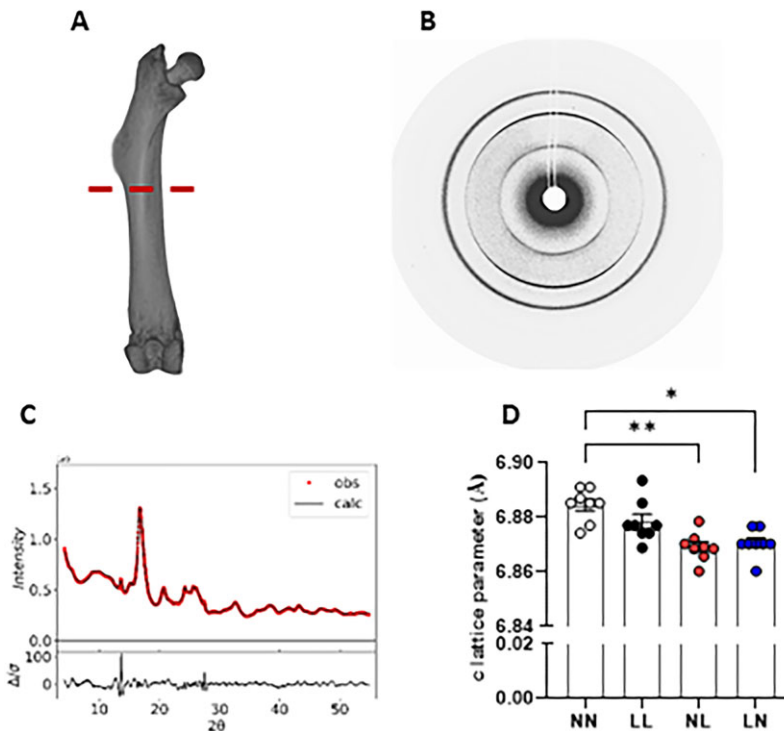 A
B
C
obs
calc
1.5
1.0
0.5
0.0
Intensity
100
0
Δ/σ
10
20
30
40
50
2θ
D
*
**
6.90
6.88
6.86
6.84
0.02
0.00
c lattice parameter (Å)
NN
LL
NL
LN